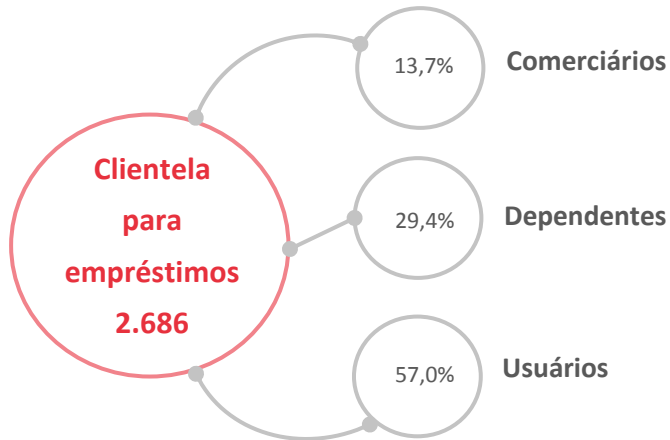 Clientela
para
empréstimos
2.686
13,7%
Comerciários
29,4%
Dependentes
57,0%
Usuários